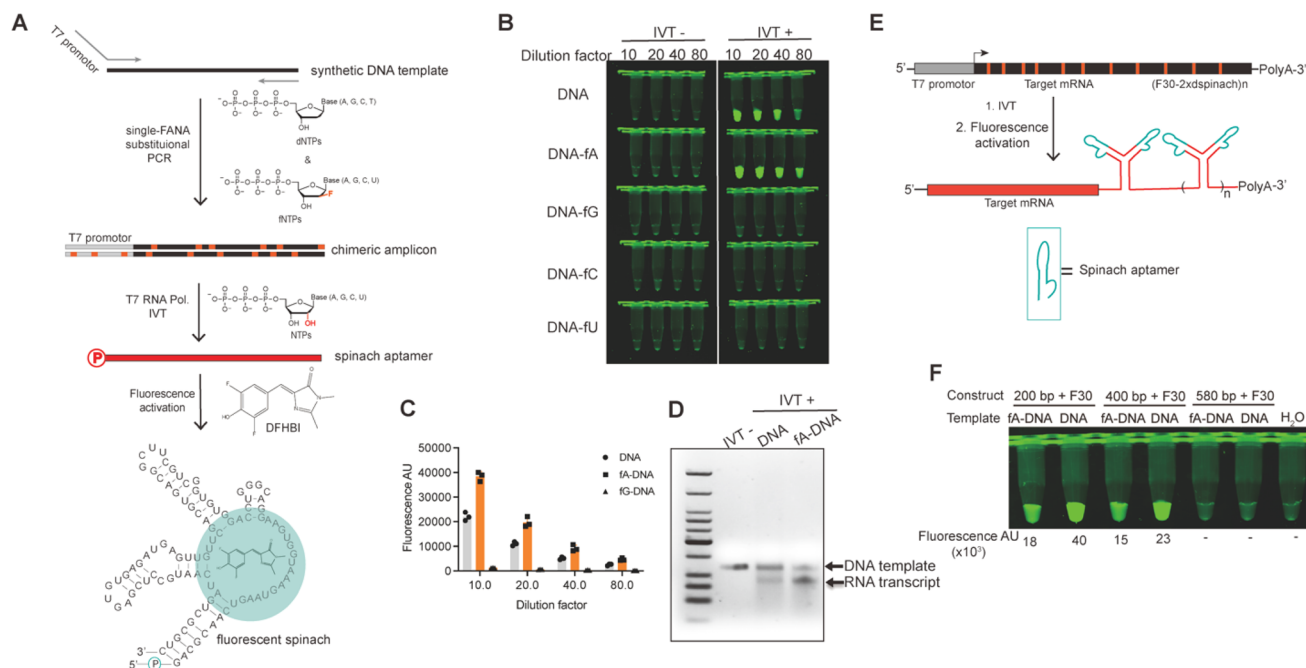 A
T7 promotor
synthetic DNA template
Base (A, G, C, T)
OH
dNTPs
single-FANA
substituional
PCR
&
Base (A, G, C, U)
F
OH
fNTPs
T7 promotor
chimeric amplicon
T7 RNA Pol.
IVT
Base (A, G, C, U)
OH OH
NTPs
P
spinach aptamer
Fluorescence
activation
DFHBI
fluorescent spinach
3'
5' P
B
IVT - IVT +
Dilution factor 10 20 40 80 10 20 40 80
DNA
DNA-fA
DNA-fG
DNA-fC
DNA-fU
C
Fluorescence AU
50000
40000
30000
20000
10000
0
10.0 20.0 40.0 80.0
Dilution factor
DNA
fA-DNA
fG-DNA
D
IVT +
IVT - DNA fA-DNA
DNA template
RNA transcript
E
5' PolyA-3'
T7 promotor Target mRNA (F30-2xdspinach)n
1. IVT
2. Fluorescence
activation
5' ( ) n PolyA-3'
Target mRNA
Spinach aptamer
F
Construct 200 bp + F30 400 bp + F30 580 bp + F30
Template fA-DNA DNA fA-DNA DNA fA-DNA DNA H2O
Fluorescence AU 18 40 15 23 - - -
(x10³)